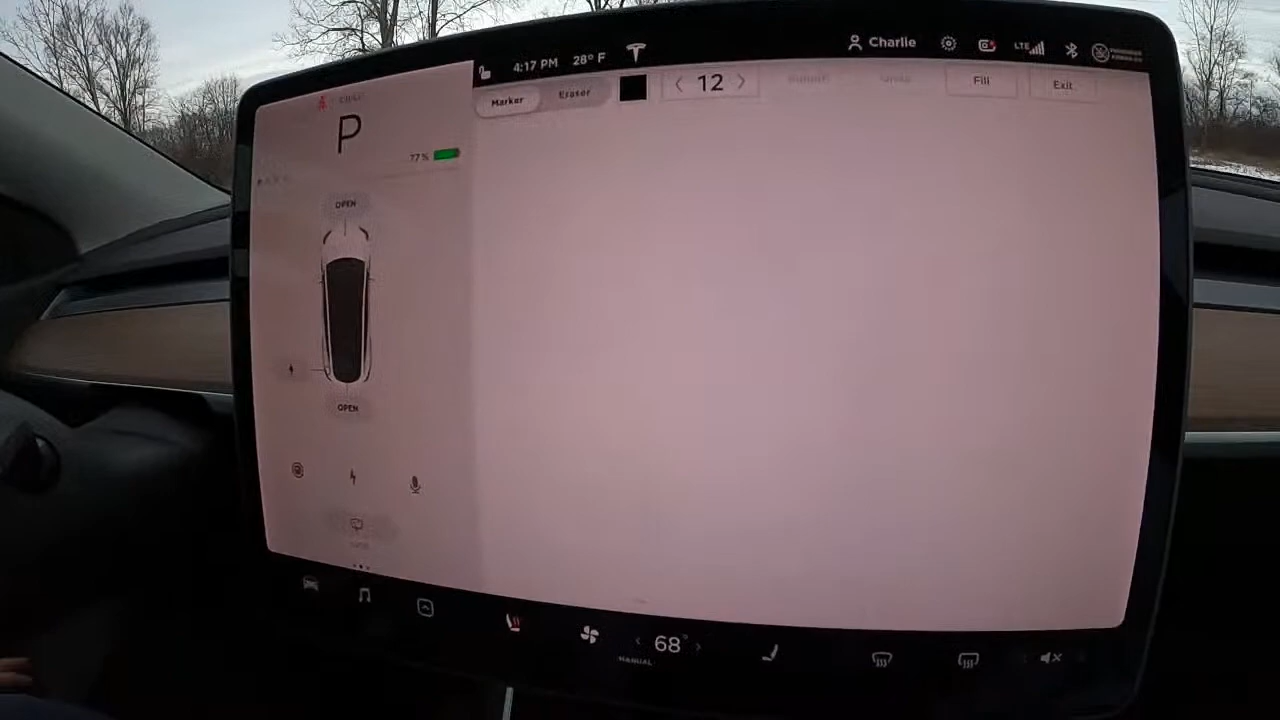 4:17 PM 28° F
Charlie
LTE
Marker Eraser 12 Fill Exit
P
77 %
OPEN
OPEN
68°
MANUAL